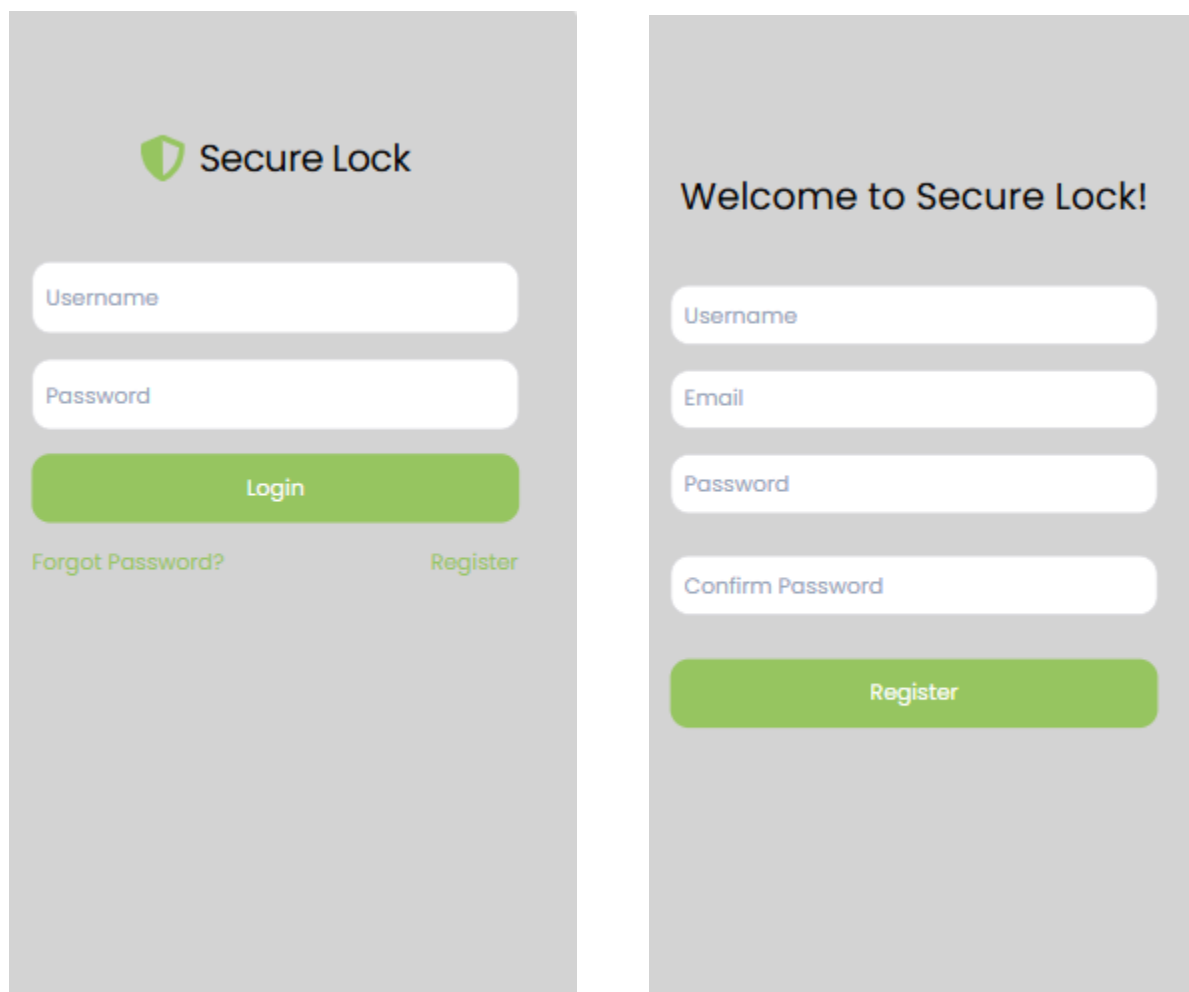 Secure Lock
Username
Password
Login
Forgot Password? Register
Welcome to Secure Lock!
Username
Email
Password
Confirm Password
Register